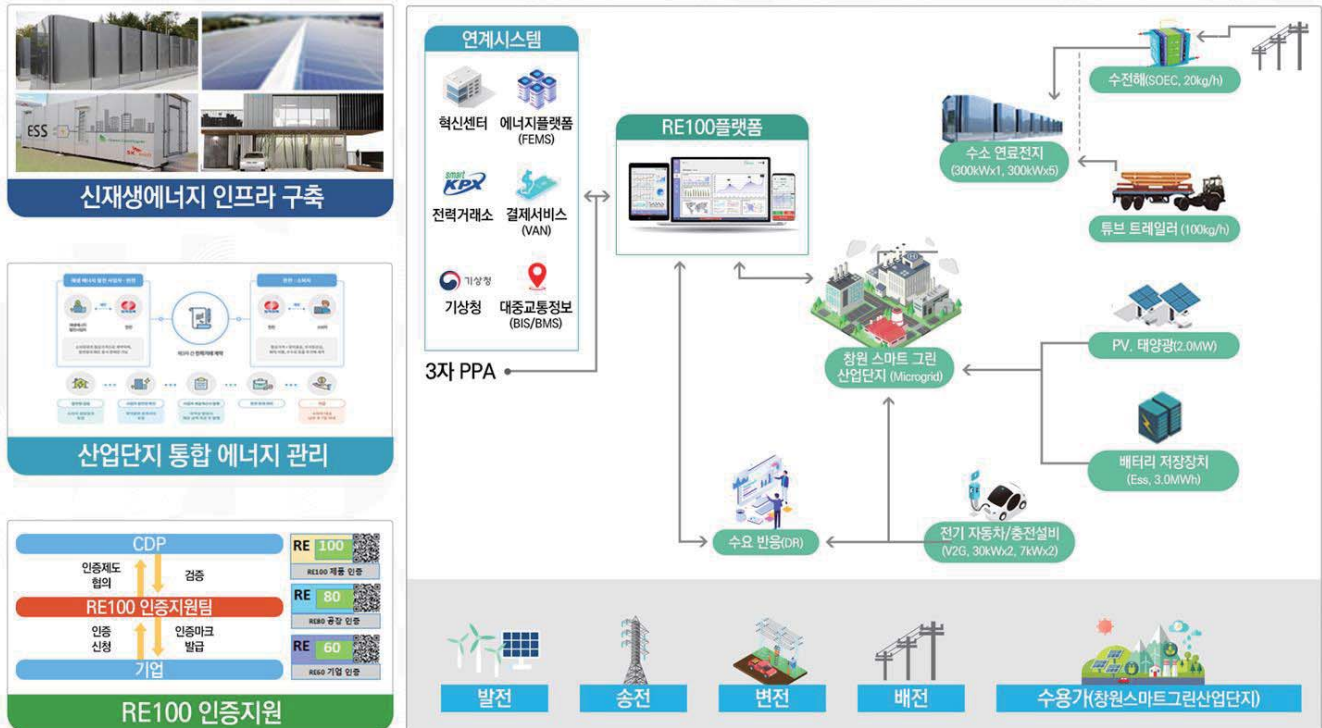 ESS
신재생에너지 인프라 구축
산업단지 통합 에너지 관리
CDP
인증제도
협의
검증
RE100 인증지원팀
인증
신청
인증마크
발급
기업
RE 100
RE100 제품 인증
RE 80
RE80 공장 인증
RE 60
RE60 기업 인증
RE100 인증지원
연계시스템
혁신센터
에너지플랫폼
(FEMS)
smart
KPX
전력거래소
결제서비스
(VAN)
기상청
기상청
대중교통정보
(BIS/BMS)
3자 PPA
RE100플랫폼
수전해(SOEC, 20kg/h)
수소 연료전지
(300kWx1, 300kWx5)
튜브 트레일러 (100kg/h)
창원 스마트 그린
산업단지 (Microgrid)
PV. 태양광(2.0MW)
배터리 저장장치
(Ess, 3.0MWh)
수요 반응(DR)
전기 자동차/충전설비
(V2G, 30kWx2, 7kWx2)
발전
송전
변전
배전
수용가(창원스마트그린산업단지)